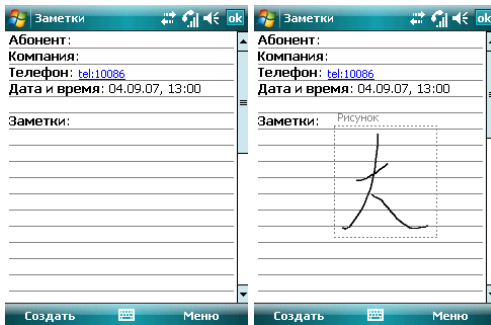 Заметки ok
Абонент:
Компания:
Телефон: tel:10086
Дата и время: 04.09.07, 13:00
Заметки:
Создать Меню
Заметки ok
Абонент:
Компания:
Телефон: tel:10086
Дата и время: 04.09.07, 13:00
Заметки: Рисунок
Создать Меню